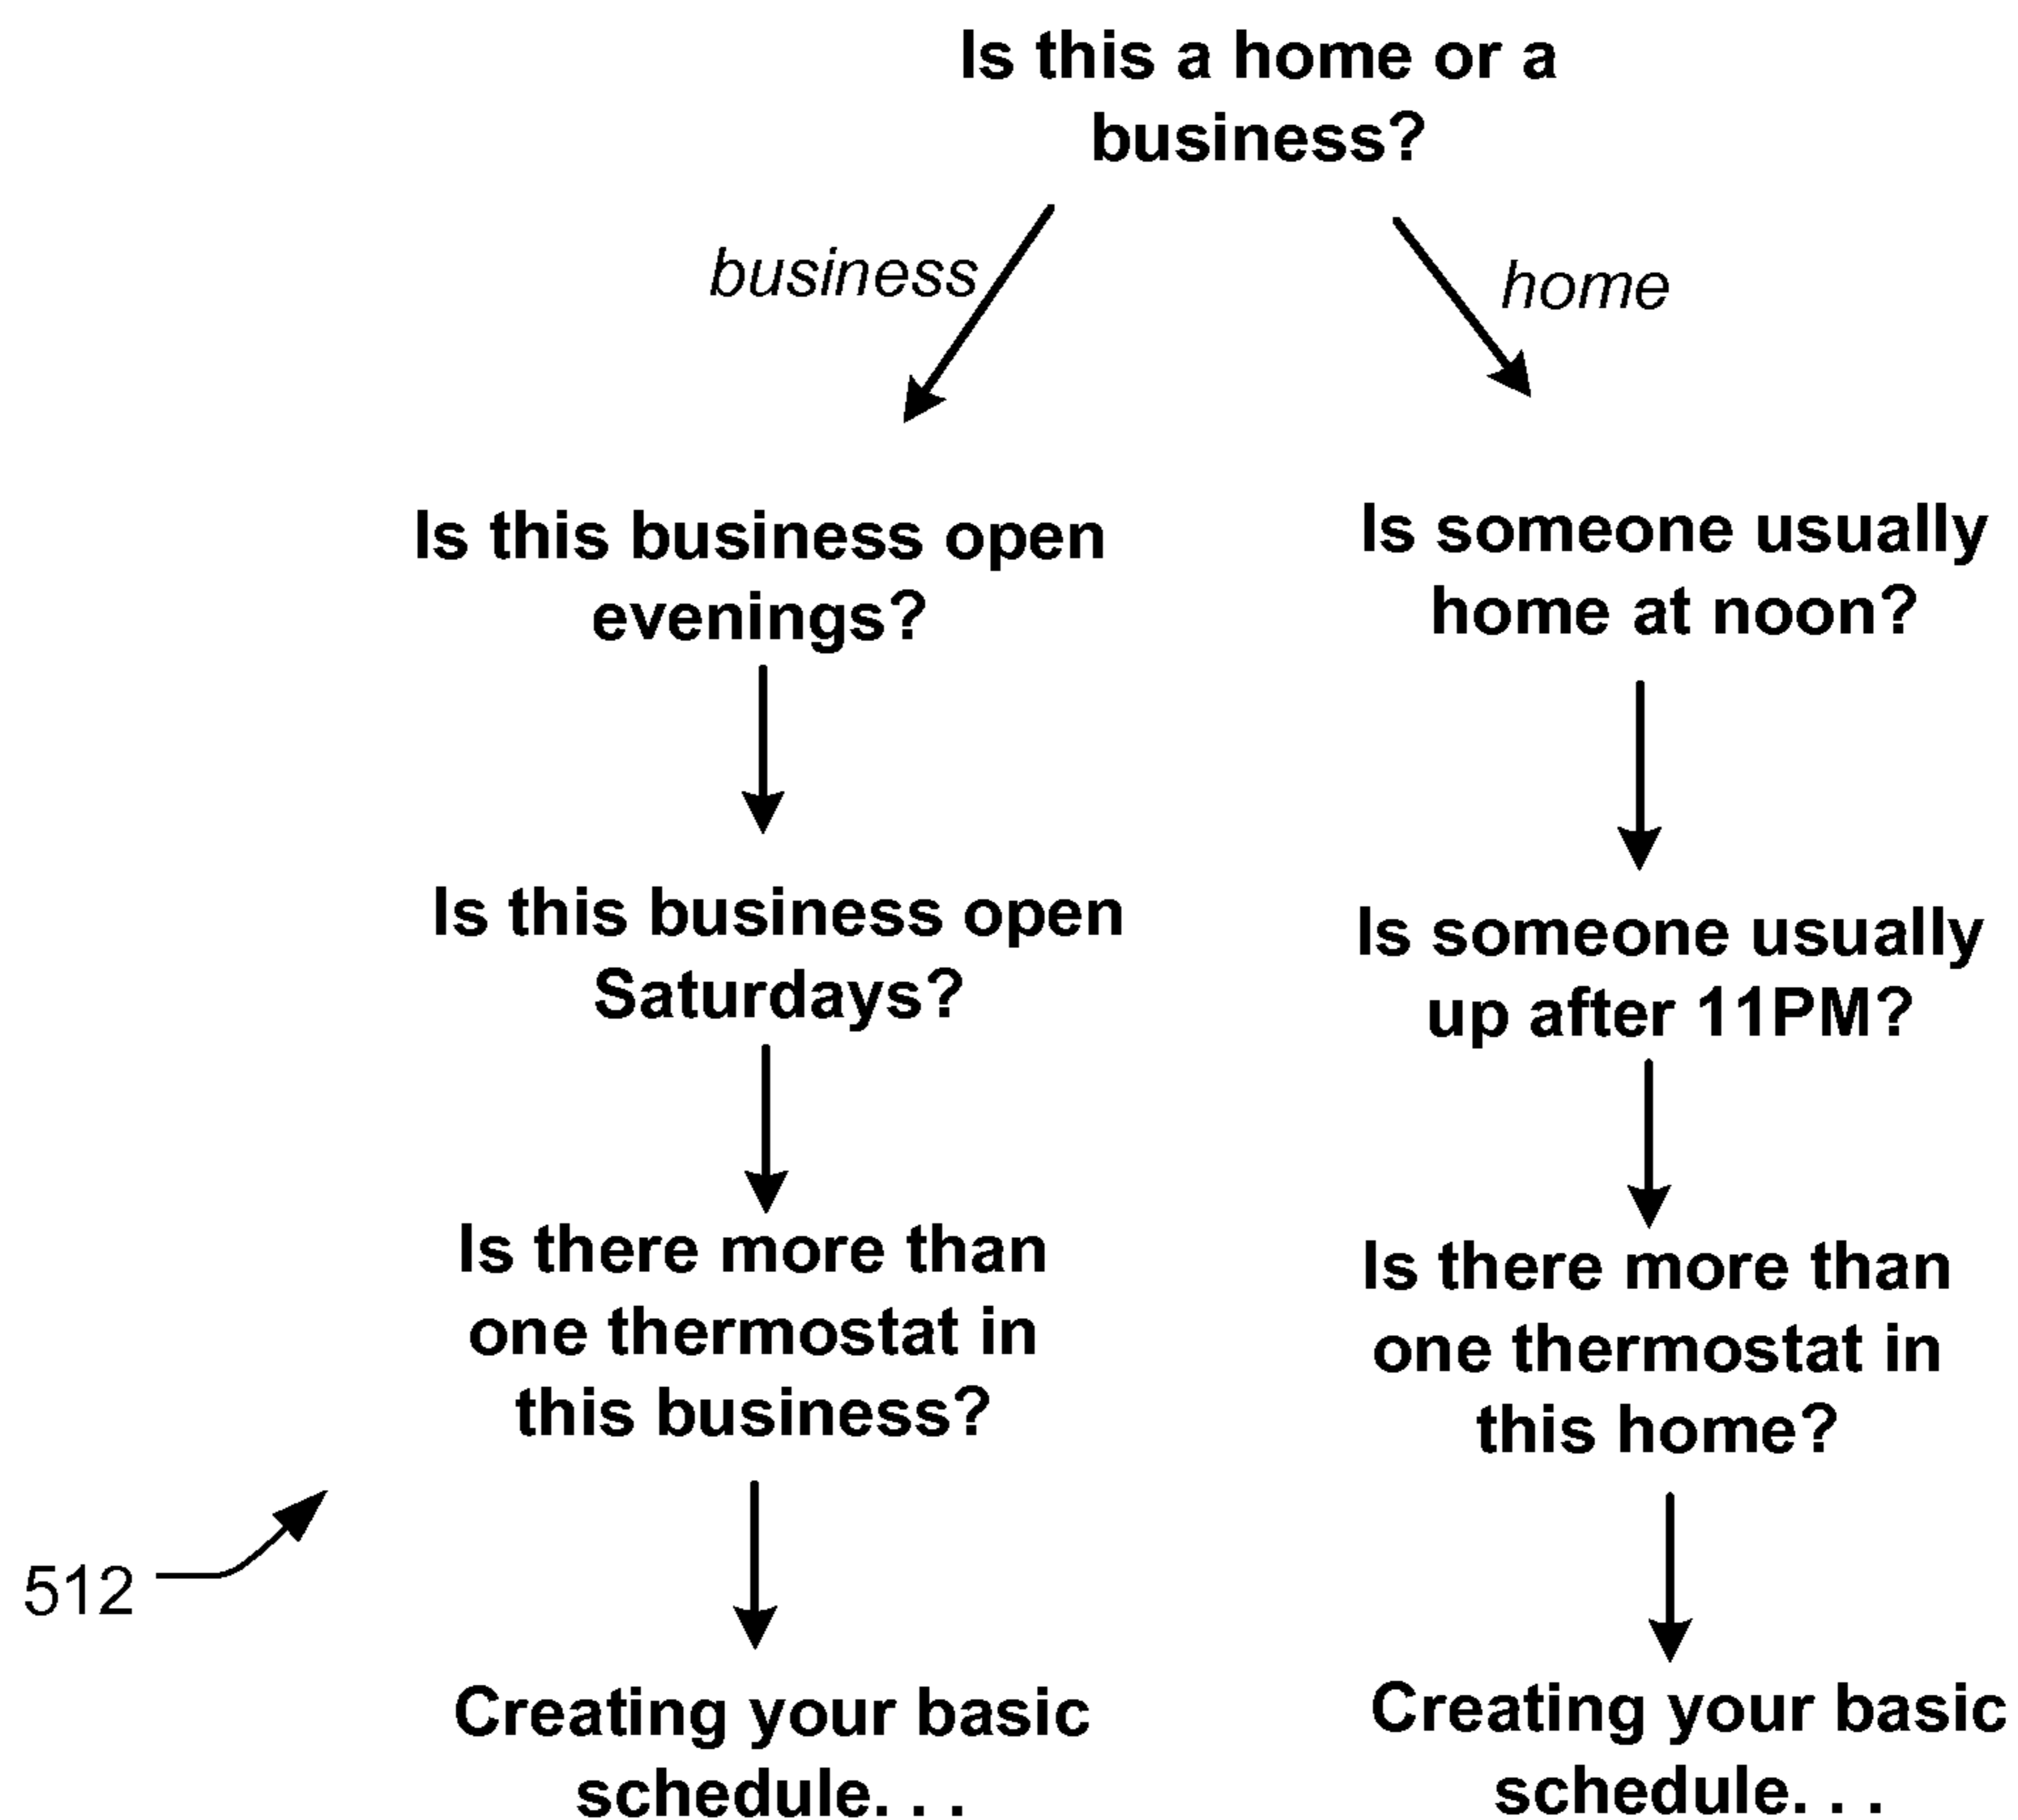 Is this a home or a
business?
business
home
Is this business open
evenings?
Is someone usually
home at noon?
Is this business open
Saturdays?
Is someone usually
up after 11PM?
Is there more than
one thermostat in
this business?
Is there more than
one thermostat in
this home?
512
Creating your basic
schedule. . .
Creating your basic
schedule. . .